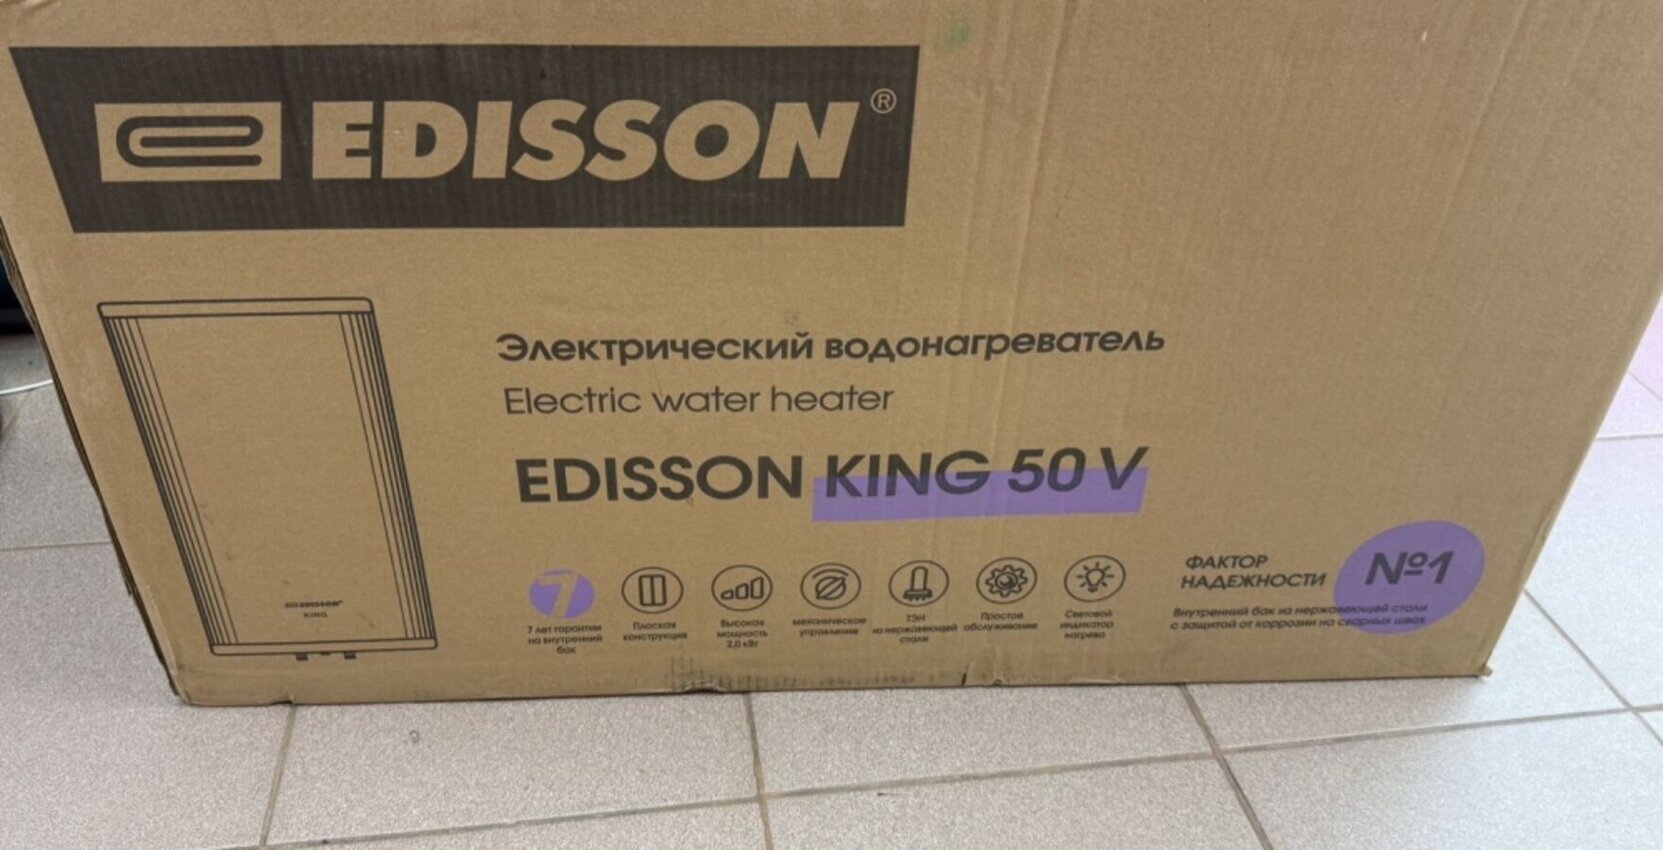 EDISSON®
Электрический водонагреватель
Electric water heater
EDISSON KING 50 V
EDISSON
KING
7
7 лет гарантии
на внутренний
бак
Плоская
конструкция
Высокая
мощность
2,0 кВт
механическое
управление
ТЭН
из нержавеющей
стали
Простое
обслуживание
Световой
индикатор
нагрева
ФАКТОР
НАДЕЖНОСТИ
№1
Внутренний бак из нержавеющей стали
с защитой от коррозии на сварных швах